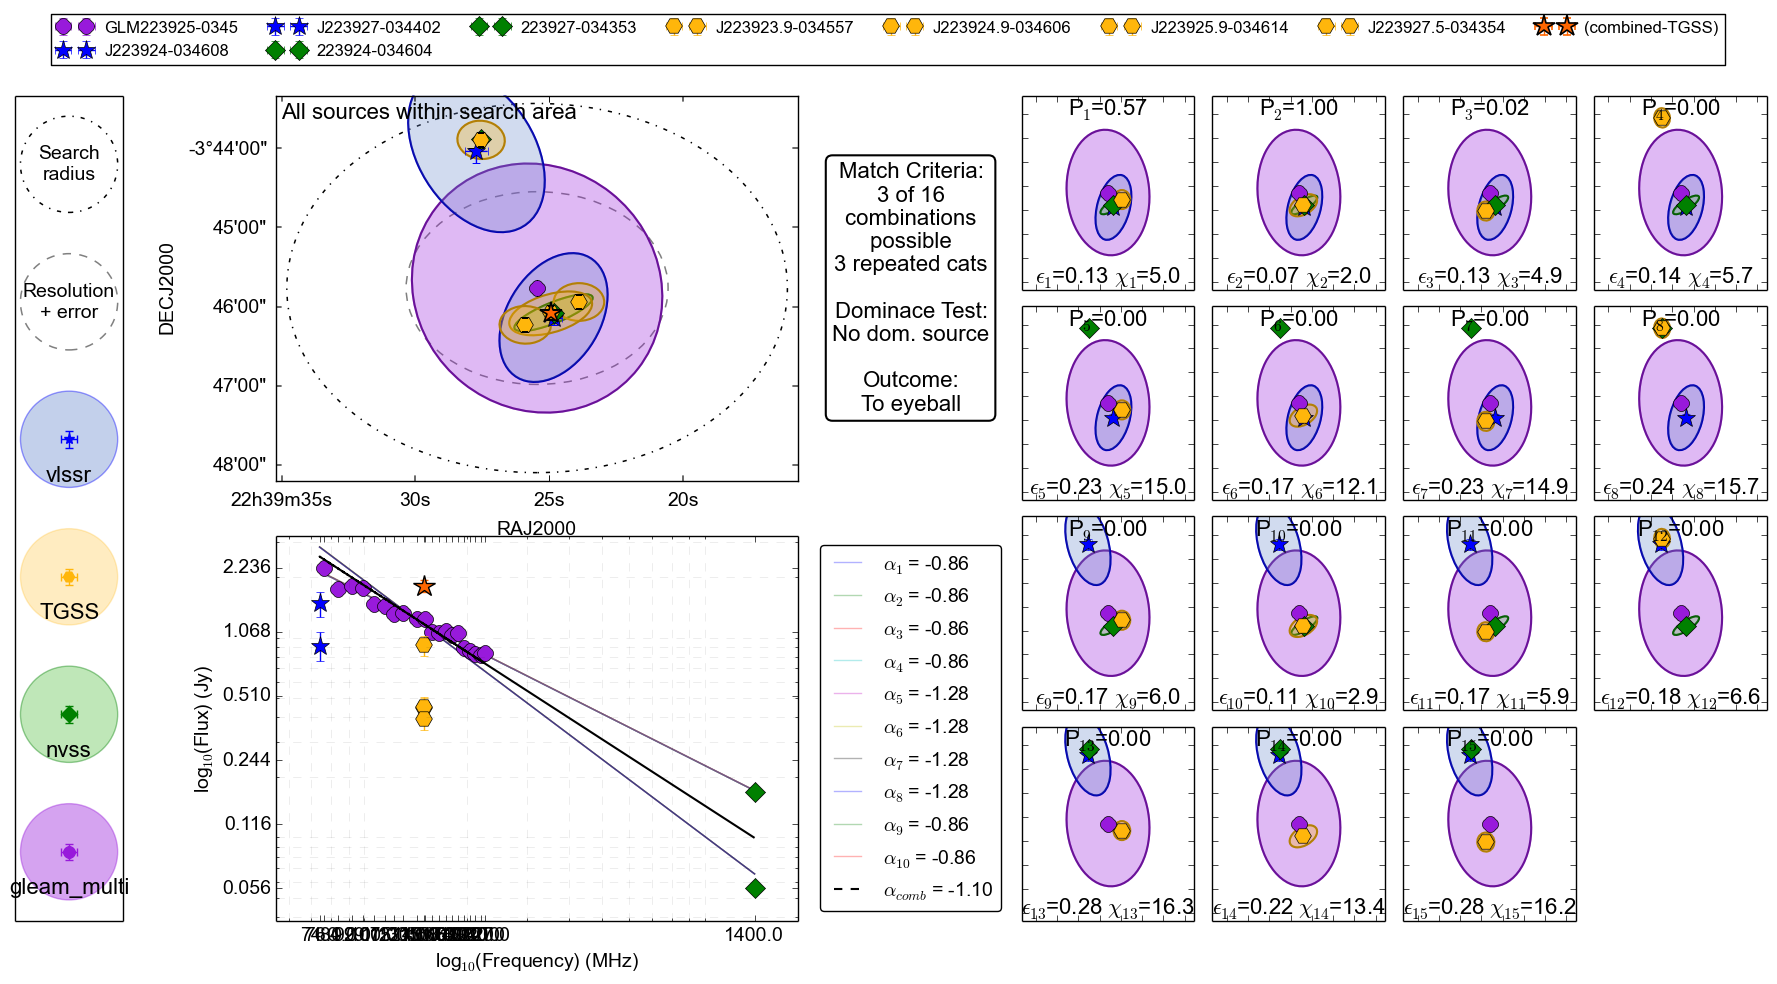 GLM223925-0345
J223927-034402
223927-034353
J223923.9-034557
J223924.9-034606
J223925.9-034614
J223927.5-034354
(combined-TGSS)
J223924-034608
223924-034604
Search
radius
Resolution
+ error
vlssr
TGSS
nvss
gleam_multi
All sources within search area
DECJ2000
-3°44'00"
45'00"
46'00"
47'00"
48'00"
22h39m35s
30s
25s
20s
RAJ2000
Match Criteria:
3 of 16
combinations
possible
3 repeated cats
Dominace Test:
No dom. source
Outcome:
To eyeball
log10(Flux) (Jy)
2.236
1.068
0.510
0.244
0.116
0.056
1400.0
log10(Frequency) (MHz)
α1 = -0.86
α2 = -0.86
α3 = -0.86
α4 = -0.86
α5 = -1.28
α6 = -1.28
α7 = -1.28
α8 = -1.28
α9 = -0.86
α10 = -0.86
αcomb = -1.10
P1=0.57
ϵ1=0.13 χ1=5.0
P2=1.00
ϵ2=0.07 χ2=2.0
P3=0.02
ϵ3=0.13 χ3=4.9
P4=0.00
ϵ4=0.14 χ4=5.7
P5=0.00
ϵ5=0.23 χ5=15.0
P6=0.00
ϵ6=0.17 χ6=12.1
P7=0.00
ϵ7=0.23 χ7=14.9
P8=0.00
ϵ8=0.24 χ8=15.7
P9=0.00
ϵ9=0.17 χ9=6.0
P10=0.00
ϵ10=0.11 χ10=2.9
P11=0.00
ϵ11=0.17 χ11=5.9
P12=0.00
ϵ12=0.18 χ12=6.6
P13=0.00
ϵ13=0.28 χ13=16.3
P14=0.00
ϵ14=0.22 χ14=13.4
P15=0.00
ϵ15=0.28 χ15=16.2